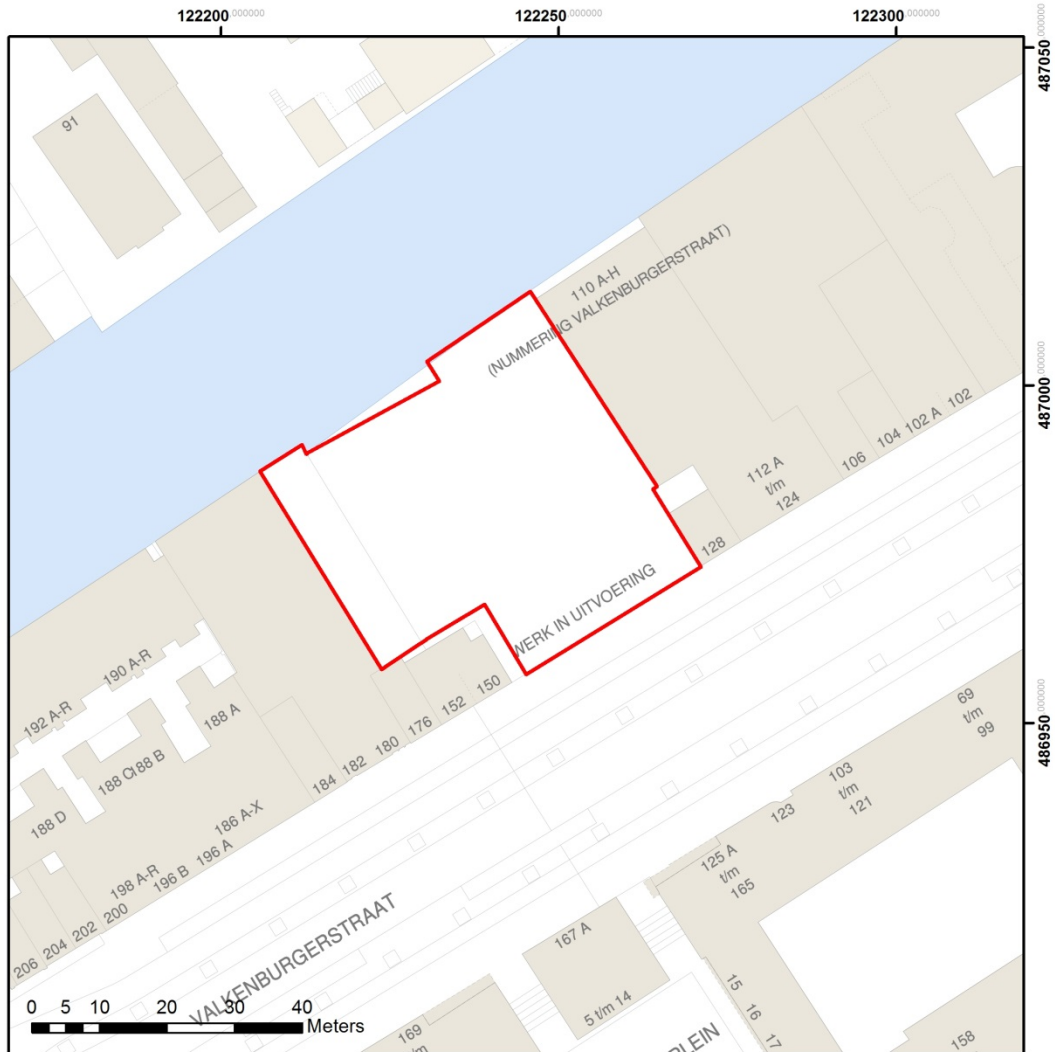 122200.000000
122250.000000
122300.000000
487050.000000
487000.000000
486950.000000
91
110 A-H
(NUMMERING VALKENBURGERSTRAAT)
102
102 A
104
106
112 A
t/m
124
128
WERK IN UITVOERING
150
152
176
180
182
184
190 A-R
192 A-R
188 A
188 B
188 C
188 D
186 A-X
196 A
196 B
198 A-R
200
202
204
206
69
t/m
99
103
t/m
121
123
125 A
t/m
165
167 A
5 t/m 14
15
16
17
158
169
VALKENBURGERSTRAAT
0 5 10 20 30 40
Meters